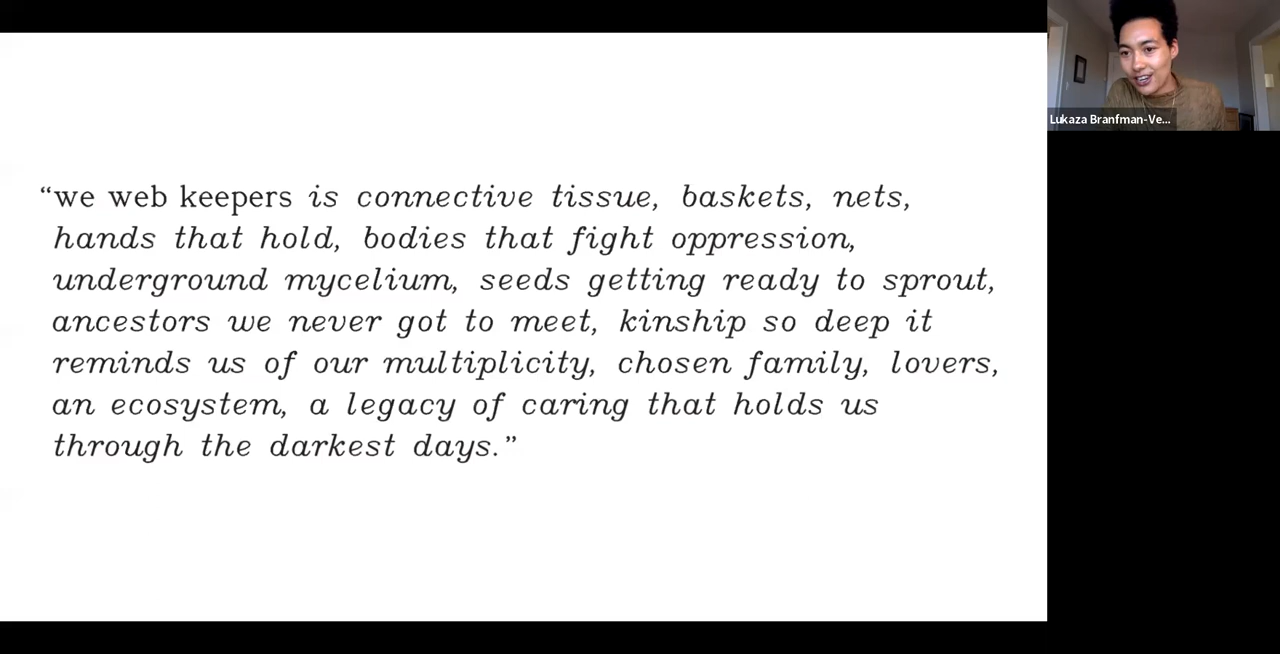 “we web keepers is connective tissue, baskets, nets,
hands that hold, bodies that fight oppression,
underground mycelium, seeds getting ready to sprout,
ancestors we never got to meet, kinship so deep it
reminds us of our multiplicity, chosen family, lovers,
an ecosystem, a legacy of caring that holds us
through the darkest days.”
Lukaza Branfman-Ve...